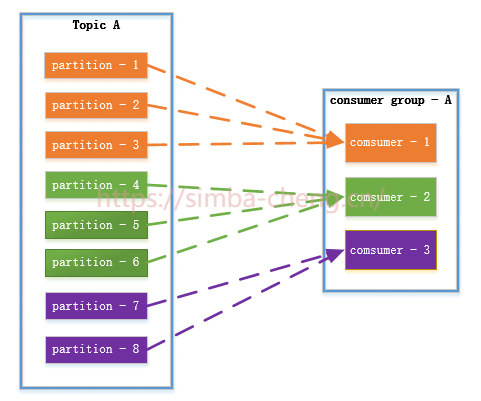 Topic A
partition - 1
partition - 2
partition - 3
partition - 4
partition - 5
partition - 6
partition - 7
partition - 8
consumer group - A
comsumer - 1
comsumer - 2
comsumer - 3
https://simba-cheng.cn/